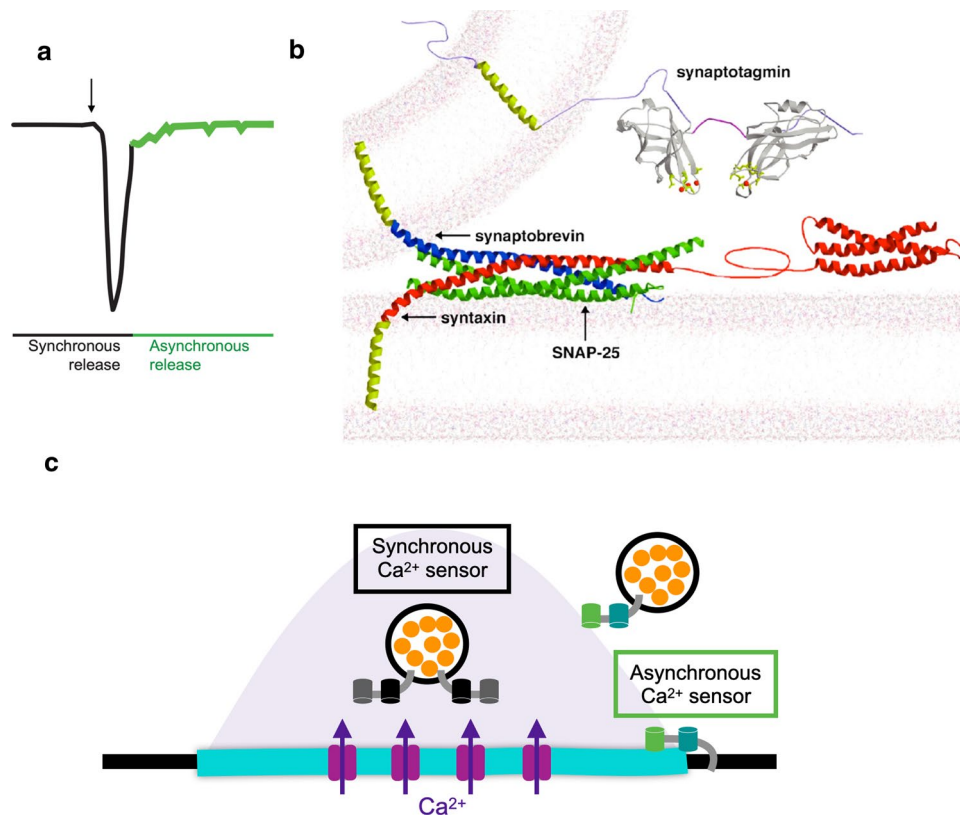 a
Synchronous
release
Asynchronous
release
b
synaptotagmin
synaptobrevin
syntaxin
SNAP-25
c
Synchronous
Ca²⁺ sensor
Asynchronous
Ca²⁺ sensor
Ca²⁺